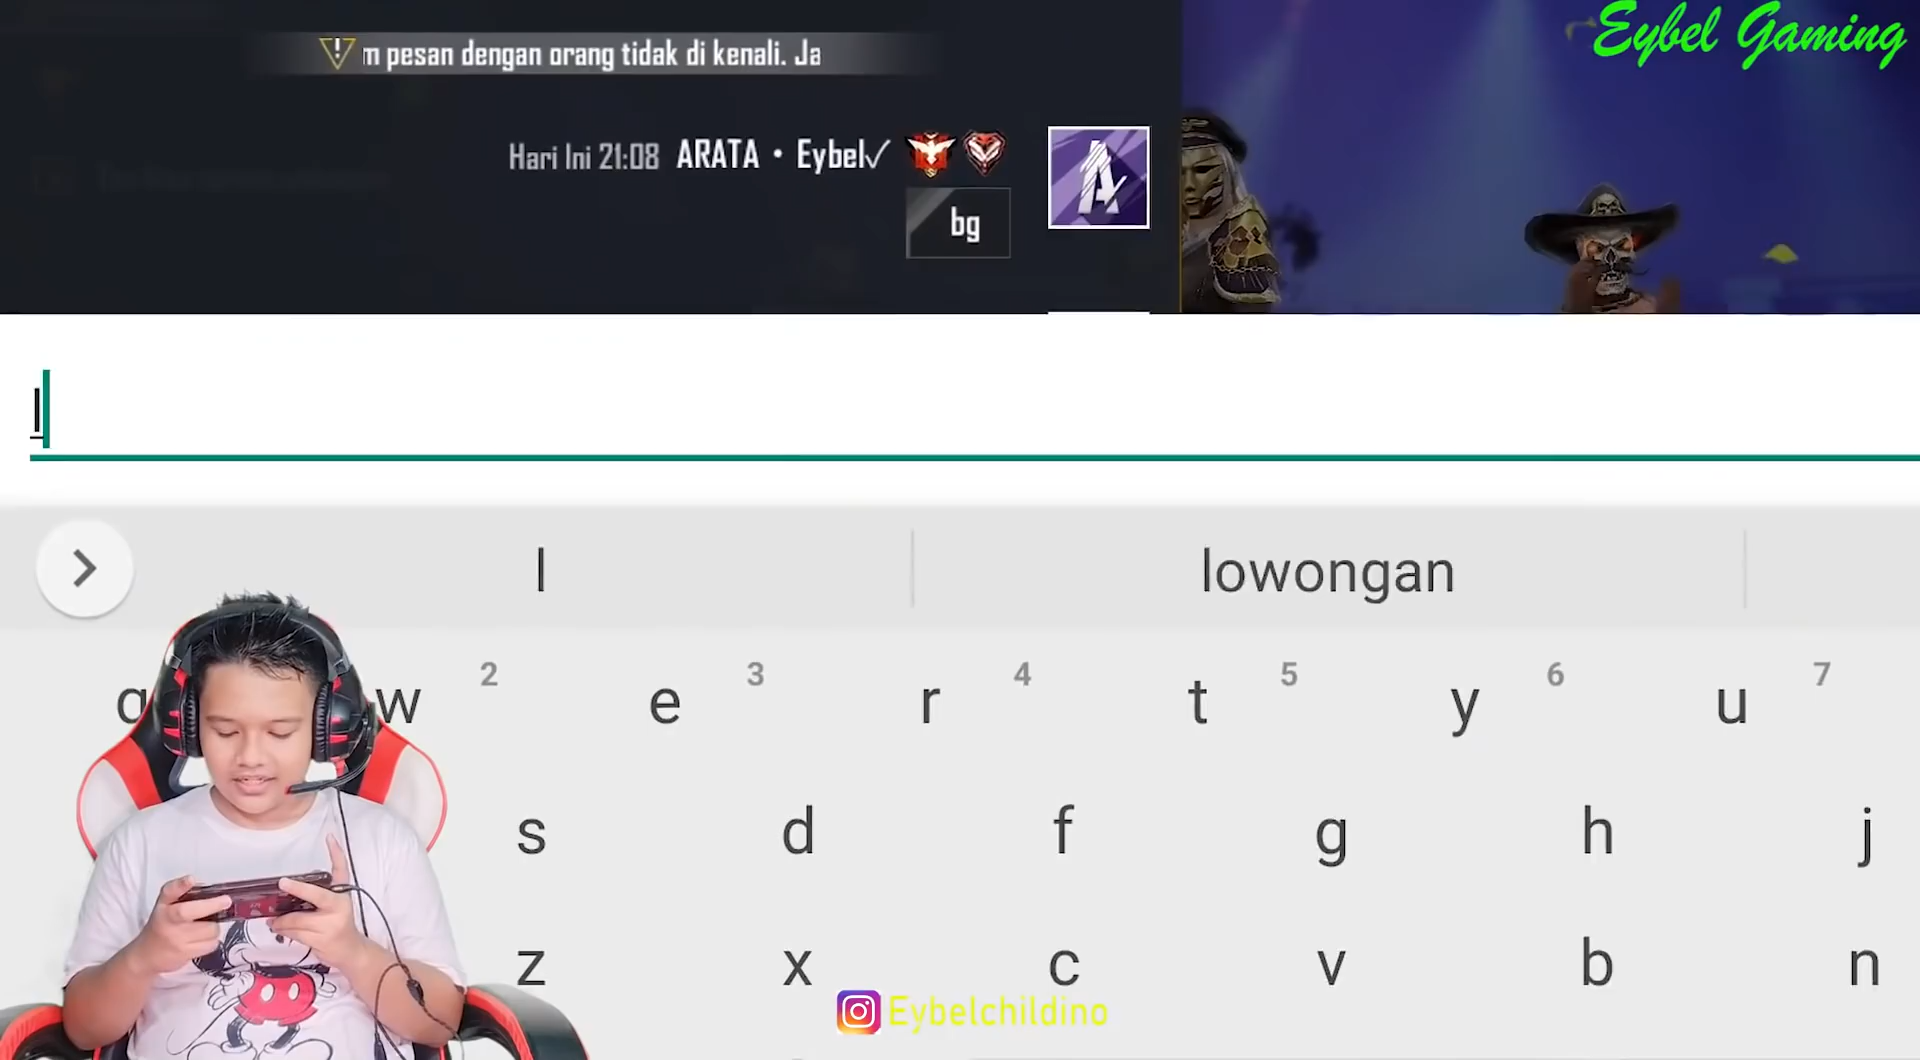 m pesan dengan orang tidak di kenali. Ja
Eybel Gaming
Hari Ini 21:08 ARATA • Eybel✓
A
bg
l
l
lowongan
q w 2 e 3 r 4 t 5 y 6 u 7
s d f g h j
z x c v b n
Eybelchildino